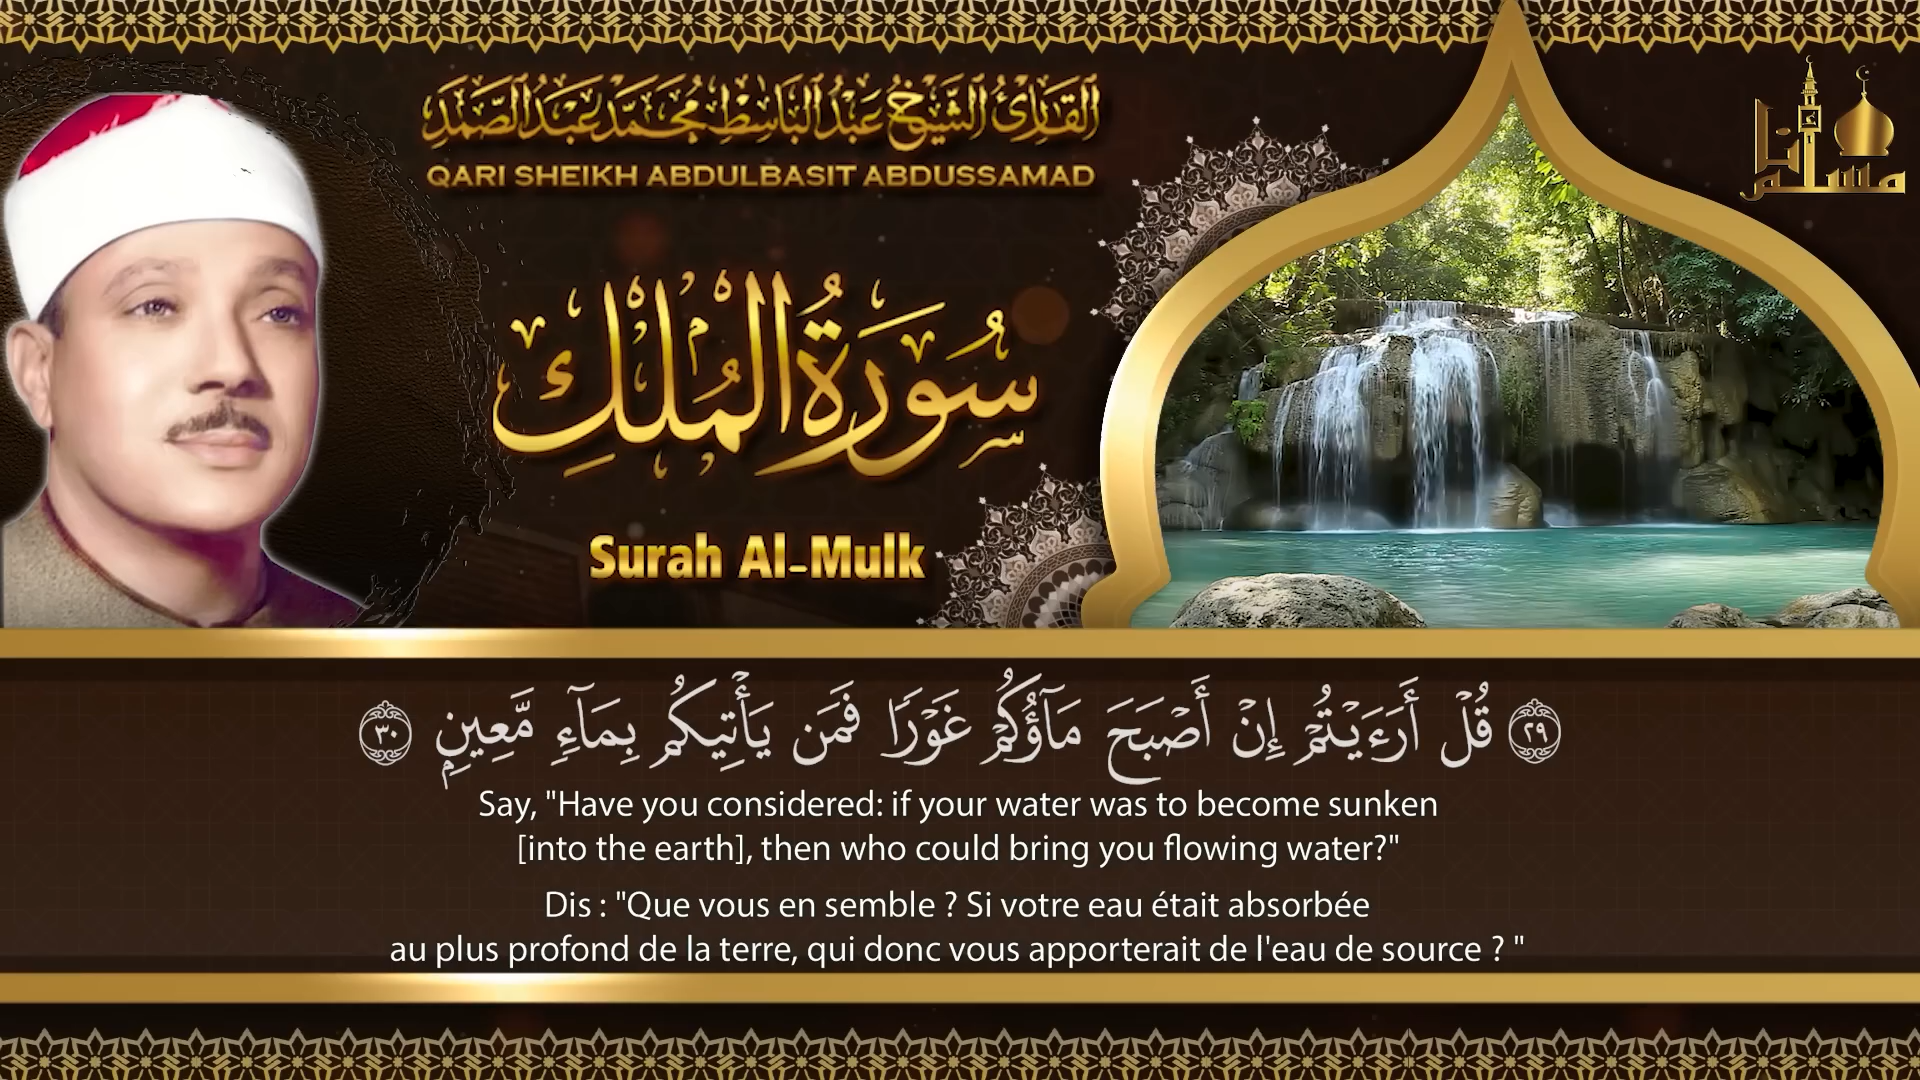 القارئ الشيخ عبد الباسط محمد عبد الصمد
QARI SHEIKH ABDULBASIT ABDUSSAMAD
أنا
مسلم
سُورَةُ الْمُلْكِ
Surah Al-Mulk
٢٩ قُلْ أَرَءَيْتُمْ إِنْ أَصْبَحَ مَآؤُكُمْ غَوْرًا فَمَن يَأْتِيكُم بِمَآءٍ مَّعِينٍۭ ٣٠
Say, "Have you considered: if your water was to become sunken
[into the earth], then who could bring you flowing water?"
Dis : "Que vous en semble ? Si votre eau était absorbée
au plus profond de la terre, qui donc vous apporterait de l'eau de source ? "